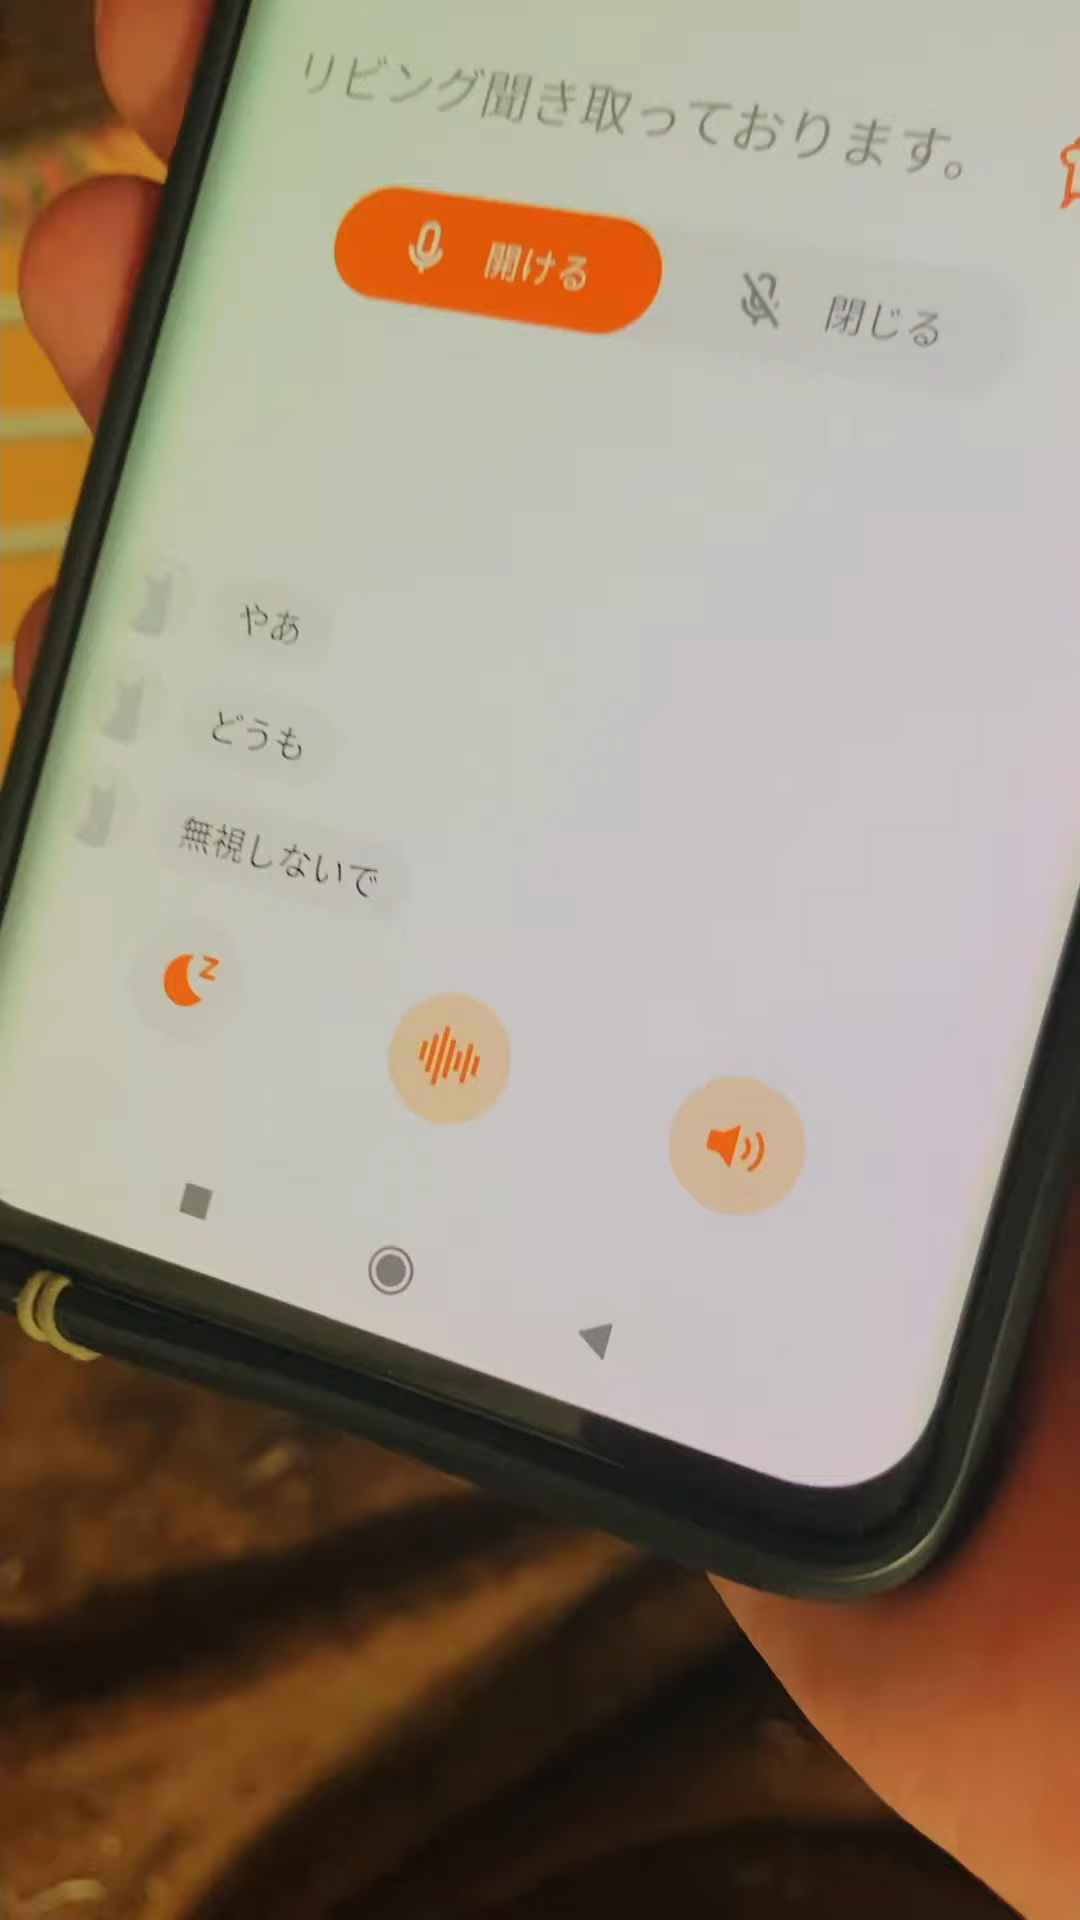 リビング聞き取っております。
開ける
閉じる
やあ
どうも
無視しないで